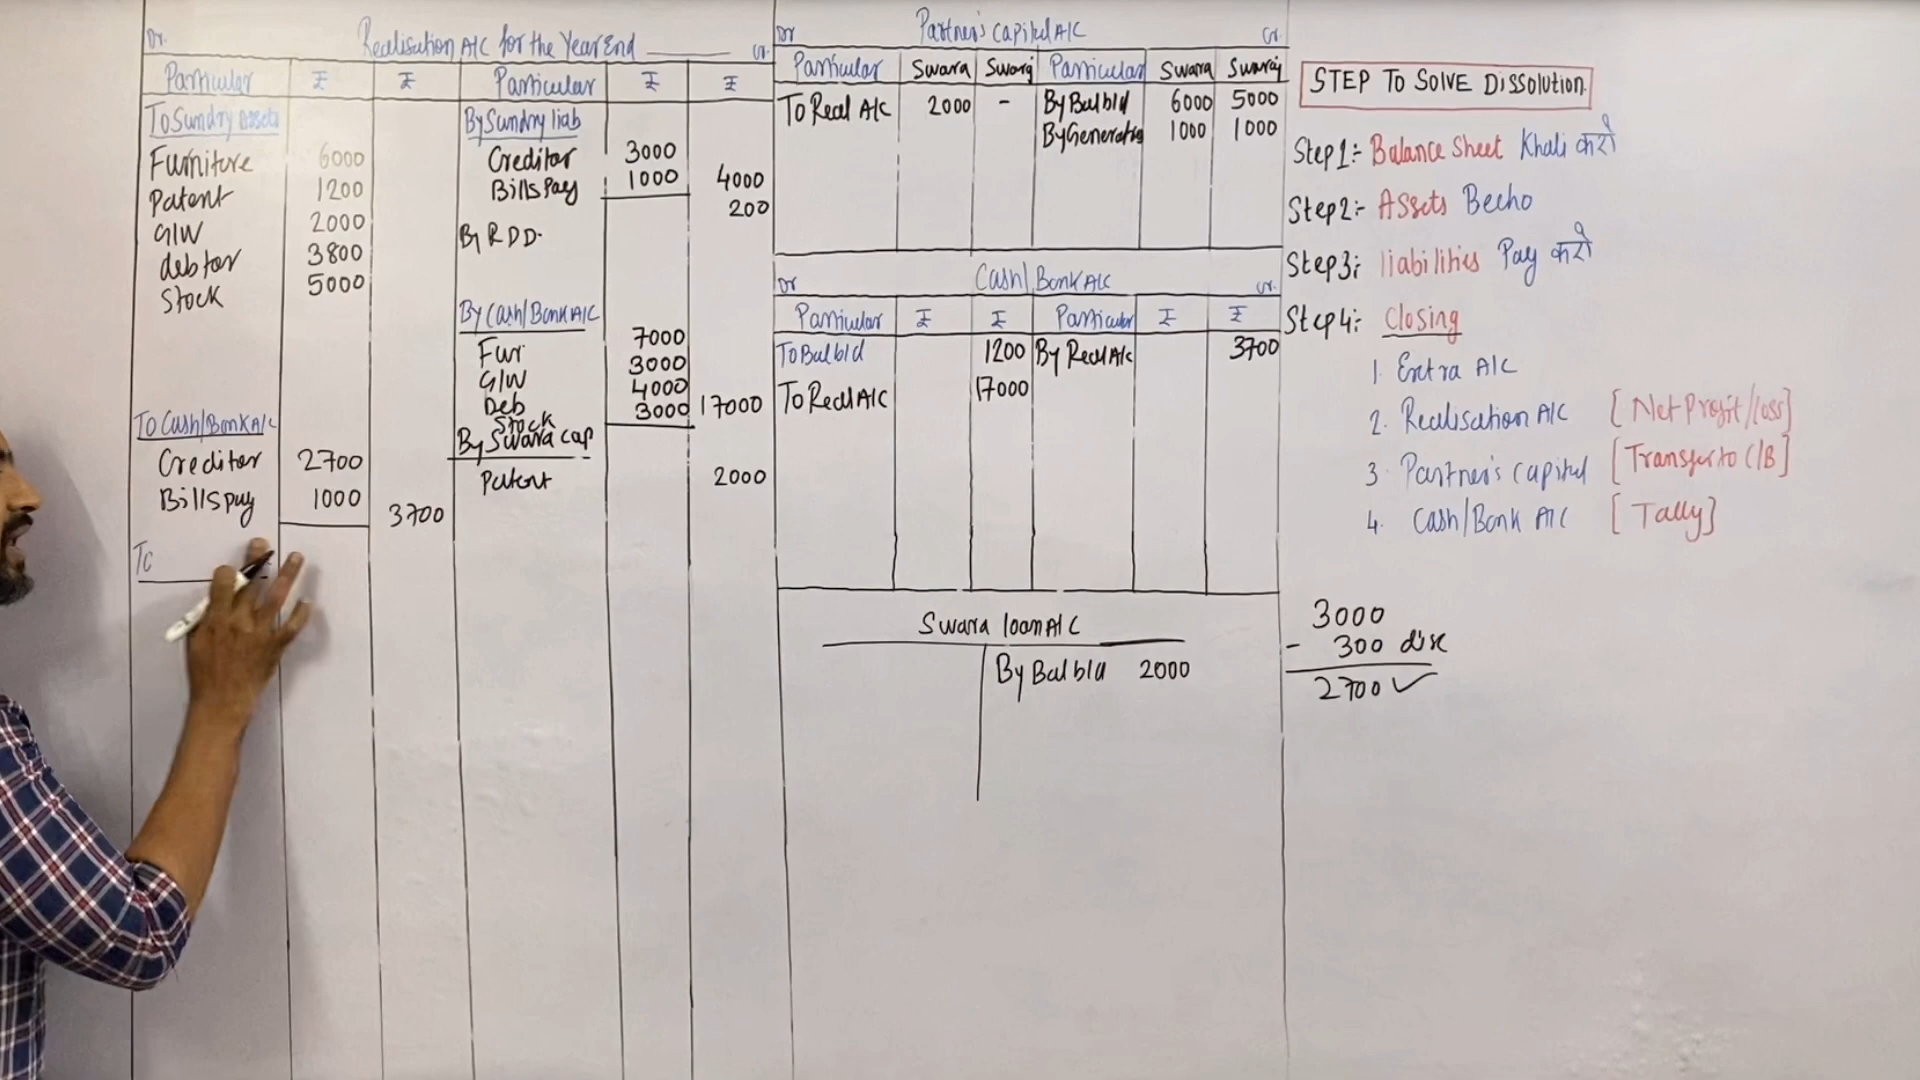 Dr. Realisation A/C for the Year End ______ Cr.
Particular ₹ ₹ Particular ₹ ₹
To Sundry assets By Sundry liab
Furniture 6000 Creditor 3000
Patent 1200 Bills Pay 1000 4000
G/W 2000 200
debtor 3800 By R.D.D.
Stock 5000
By Cash/Bank A/C
Fur 7000
G/W 3000
Deb 4000
Stock 3000 17000
To Cash/Bank A/C By Swara cap
Creditor 2700 Patent 2000
Bills pay 1000 3700
To
Dr Partner's Capital A/C Cr.
Particular Swara Swaraj Particular Swara Swaraj
To Real A/C 2000 - By Bal b/d 6000 5000
By General 1000 1000
Dr Cash/Bank A/C Cr.
Particular ₹ ₹ Particular ₹ ₹
To Bal b/d 1200 By Real A/c 3700
To Real A/C 17000
Swara loan A/C
By Bal b/d 2000
STEP TO SOLVE DISSOLUTION.
Step1:- Balance Sheet Khali करो
Step2:- ASSets Becho
Step3:- liabilities Pay करो
Step4:- Closing
1. Extra A/C
2. Realisation A/C [Net Profit/loss]
3. Partner's capital [Transfer to C/B]
4. Cash/Bank A/C [Tally]
3000
- 300 disc
2700 ✓